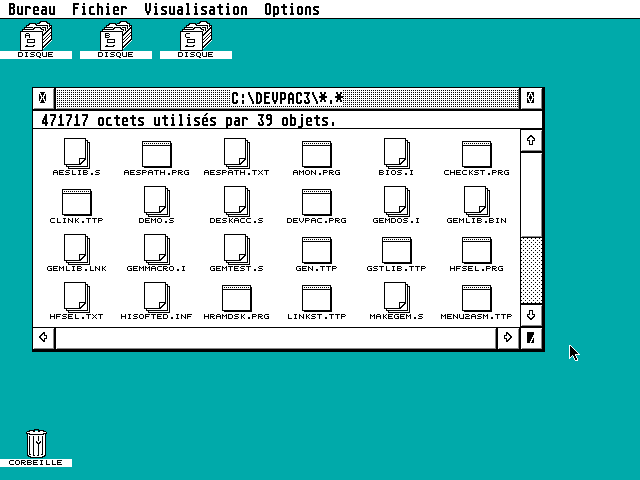 Bureau Fichier Visualisation Options
A B C
DISQUE DISQUE DISQUE
C:\DEVPAC3\*.*
471717 octets utilisés par 39 objets.
AESLIB.S AESPATH.PRG AESPATH.TXT AMON.PRG BIOS.I CHECKST.PRG
CLINK.TTP DEMO.S DESKACC.S DEVPAC.PRG GEMDOS.I GEMLIB.BIN
GEMLIB.LNK GEMMACRO.I GEMTEST.S GEN.TTP GSTLIB.TTP HFSEL.PRG
HFSEL.TXT HISOFTED.INF HRAMDSK.PRG LINKST.TTP MAKEGEM.S MENU2ASM.TTP
CORBEILLE